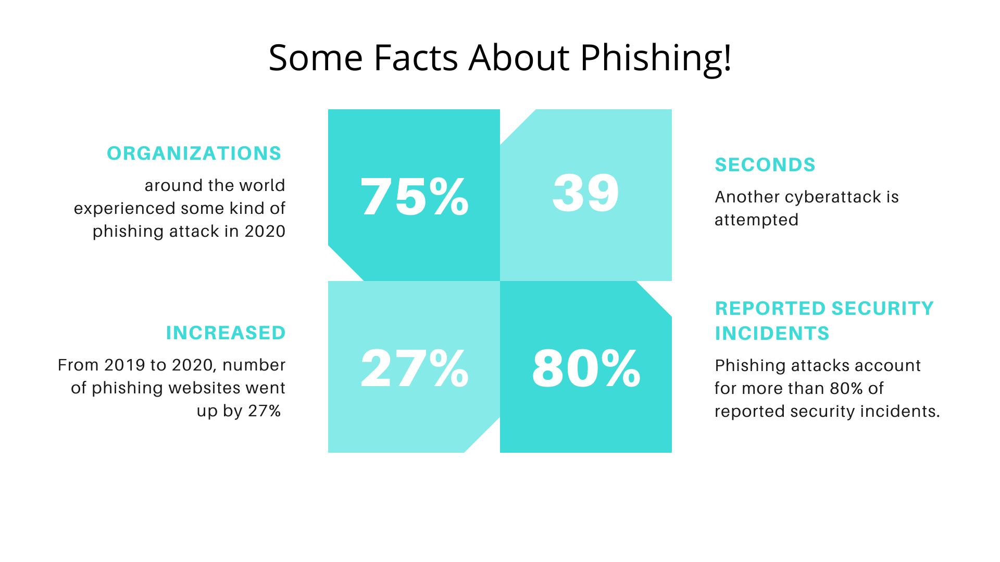 Some Facts About Phishing!
ORGANIZATIONS
around the world
experienced some kind of
phishing attack in 2020
75%
39
SECONDS
Another cyberattack is
attempted
INCREASED
From 2019 to 2020, number
of phishing websites went
up by 27%
27%
80%
REPORTED SECURITY
INCIDENTS
Phishing attacks account
for more than 80% of
reported security incidents.